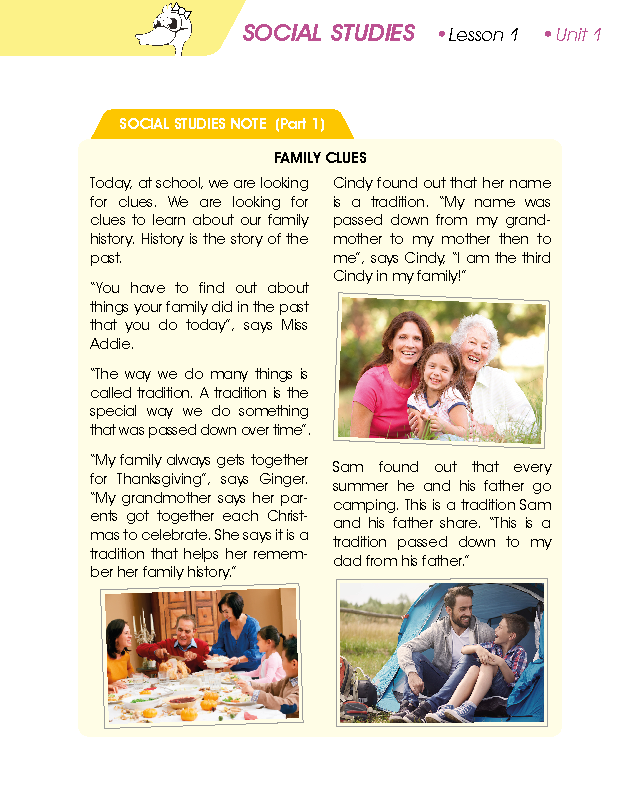 SOCIAL STUDIES • Lesson 1 • Unit 1
SOCIAL STUDIES NOTE (Part 1)
FAMILY CLUES
Today, at school, we are looking
for clues. We are looking for
clues to learn about our family
history. History is the story of the
past.
“You have to find out about
things your family did in the past
that you do today”, says Miss
Addie.
“The way we do many things is
called tradition. A tradition is the
special way we do something
that was passed down over time”.
“My family always gets together
for Thanksgiving”, says Ginger.
“My grandmother says her par-
ents got together each Christ-
mas to celebrate. She says it is a
tradition that helps her remem-
ber her family history.”
Cindy found out that her name
is a tradition. “My name was
passed down from my grand-
mother to my mother then to
me”, says Cindy, “I am the third
Cindy in my family!”
Sam found out that every
summer he and his father go
camping. This is a tradition Sam
and his father share. “This is a
tradition passed down to my
dad from his father.”